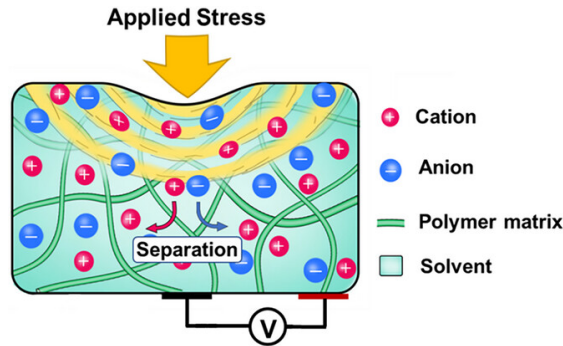 Applied Stress
Cation
Anion
Polymer matrix
Solvent
Separation
V